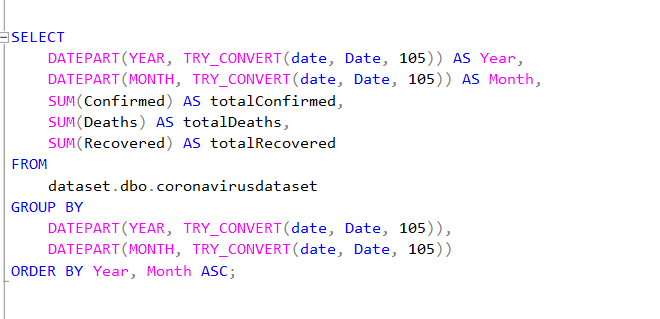 SELECT
DATEPART(YEAR, TRY_CONVERT(date, Date, 105)) AS Year,
DATEPART(MONTH, TRY_CONVERT(date, Date, 105)) AS Month,
SUM(Confirmed) AS totalConfirmed,
SUM(Deaths) AS totalDeaths,
SUM(Recovered) AS totalRecovered
FROM
dataset.dbo.coronavirusdataset
GROUP BY
DATEPART(YEAR, TRY_CONVERT(date, Date, 105)),
DATEPART(MONTH, TRY_CONVERT(date, Date, 105))
ORDER BY Year, Month ASC;